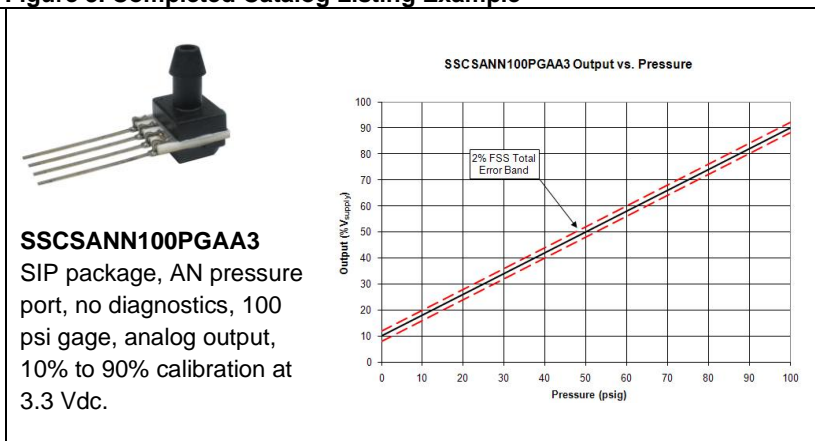 Figure 3. Completed Catalog Listing Example
SSCSANN100PGAA3
SIP package, AN pressure
port, no diagnostics, 100
psi gage, analog output,
10% to 90% calibration at
3.3 Vdc.
SSCSANN100PGAA3 Output vs. Pressure
Output (% Vsupply)
100
90
80
70
60
50
40
30
20
10
0
2% FSS Total
Error Band
0 10 20 30 40 50 60 70 80 90 100
Pressure (psig)